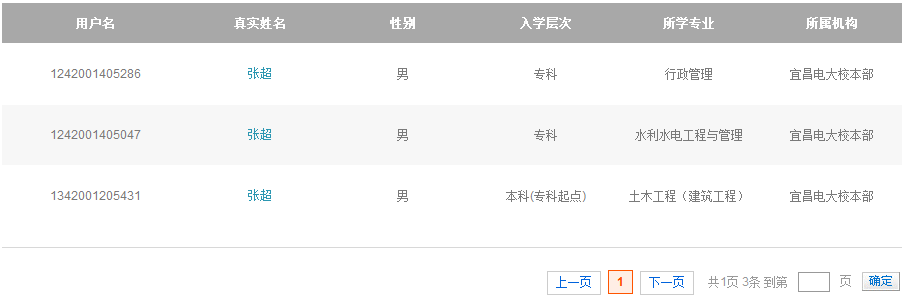 用户名 真实姓名 性别 入学层次 所学专业 所属机构
1242001405286 张超 男 专科 行政管理 宜昌电大校本部
1242001405047 张超 男 专科 水利水电工程与管理 宜昌电大校本部
1342001205431 张超 男 本科(专科起点) 土木工程（建筑工程） 宜昌电大校本部
上一页 1 下一页 共1页 3条 到第 页 确定